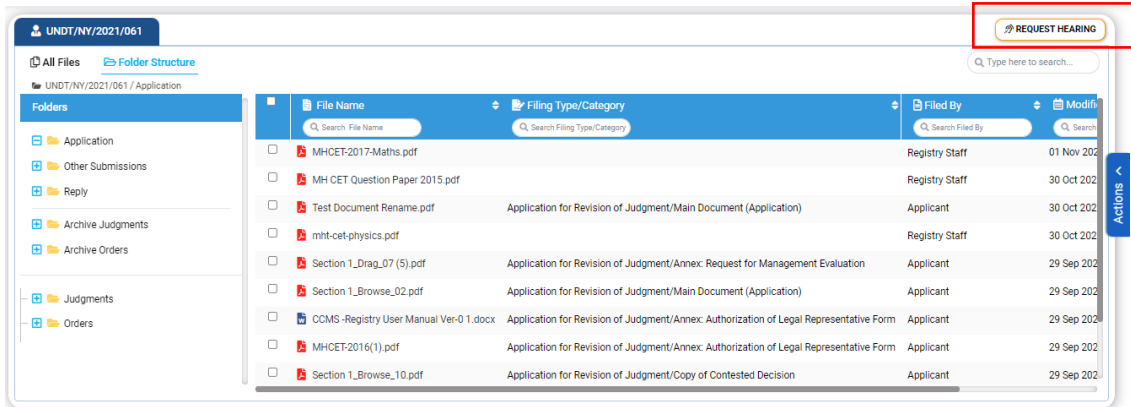 UNDT/NY/2021/061
REQUEST HEARING
All Files Folder Structure
Type here to search...
UNDT/NY/2021/061 / Application
Folders
File Name Filing Type/Category Filed By Modifi
Search File Name Search Filing Type/Category Search Filed By Search
Application
Other Submissions
Reply
Archive Judgments
Archive Orders
Judgments
Orders
MHCET-2017-Maths.pdf Registry Staff 01 Nov 202
MH CET Question Paper 2015.pdf Registry Staff 30 Oct 202
Test Document Rename.pdf Application for Revision of Judgment/Main Document (Application) Applicant 30 Oct 202
mht-cet-physics.pdf Registry Staff 30 Oct 202
Section 1_Drag_07 (5).pdf Application for Revision of Judgment/Annex: Request for Management Evaluation Applicant 29 Sep 202
Section 1_Browse_02.pdf Application for Revision of Judgment/Main Document (Application) Applicant 29 Sep 202
CCMS -Registry User Manual Ver-0 1.docx Application for Revision of Judgment/Annex: Authorization of Legal Representative Form Applicant 29 Sep 202
MHCET-2016(1).pdf Application for Revision of Judgment/Annex: Authorization of Legal Representative Form Applicant 29 Sep 202
Section 1_Browse_10.pdf Application for Revision of Judgment/Copy of Contested Decision Applicant 29 Sep 202
Actions